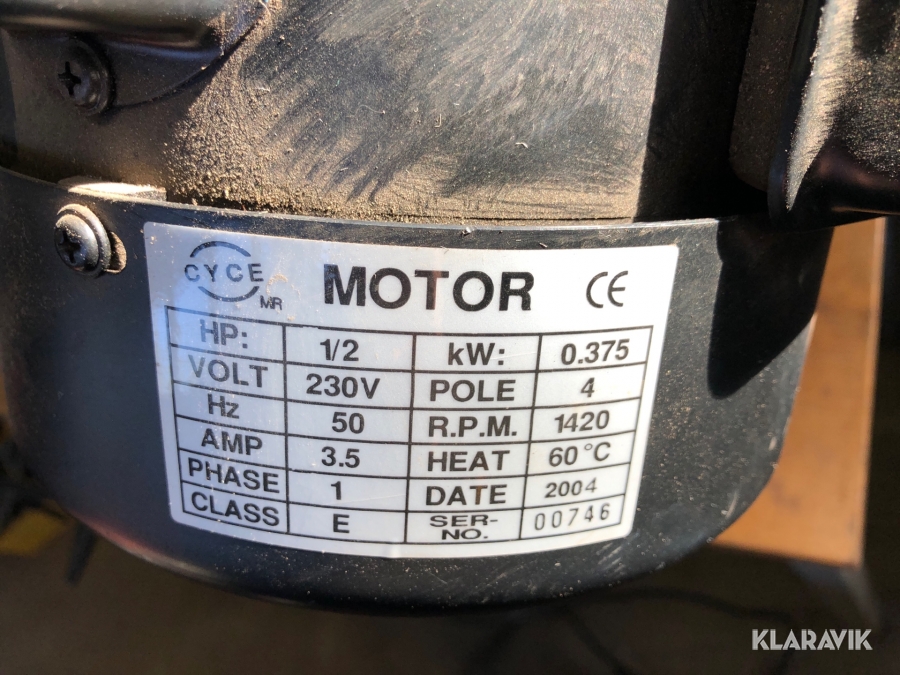 CYCE
MR
MOTOR CE
HP: 1/2 kW: 0.375
VOLT 230V POLE 4
Hz 50 R.P.M. 1420
AMP 3.5 HEAT 60°C
PHASE 1 DATE 2004
CLASS E SER-NO. 00746
KLARAVIK